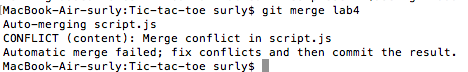 [MacBook-Air-surly:Tic-tac-toe surly$ git merge lab4
Auto-merging script.js
CONFLICT (content): Merge conflict in script.js
Automatic merge failed; fix conflicts and then commit the result.
MacBook-Air-surly:Tic-tac-toe surly$